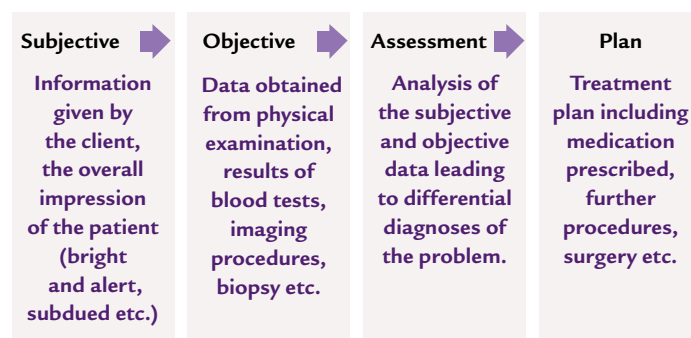 Subjective
Information
given by
the client,
the overall
impression
of the patient
(bright
and alert,
subdued etc.)
Objective
Data obtained
from physical
examination,
results of
blood tests,
imaging
procedures,
biopsy etc.
Assessment
Analysis of
the subjective
and objective
data leading
to differential
diagnoses of
the problem.
Plan
Treatment
plan including
medication
prescribed,
further
procedures,
surgery etc.